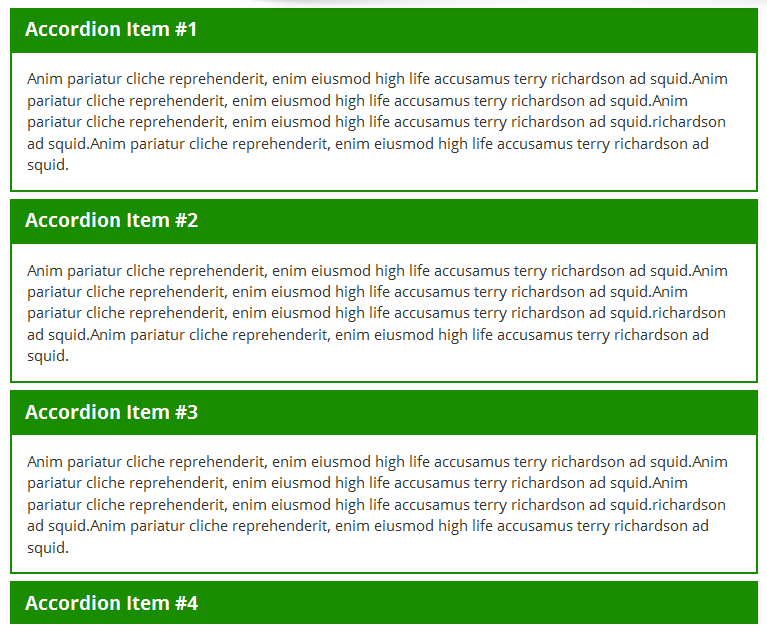 Accordion Item #1
Anim pariatur cliche reprehenderit, enim eiusmod high life accusamus terry richardson ad squid.Anim
pariatur cliche reprehenderit, enim eiusmod high life accusamus terry richardson ad squid.Anim
pariatur cliche reprehenderit, enim eiusmod high life accusamus terry richardson ad squid.richardson
ad squid.Anim pariatur cliche reprehenderit, enim eiusmod high life accusamus terry richardson ad
squid.
Accordion Item #2
Anim pariatur cliche reprehenderit, enim eiusmod high life accusamus terry richardson ad squid.Anim
pariatur cliche reprehenderit, enim eiusmod high life accusamus terry richardson ad squid.Anim
pariatur cliche reprehenderit, enim eiusmod high life accusamus terry richardson ad squid.richardson
ad squid.Anim pariatur cliche reprehenderit, enim eiusmod high life accusamus terry richardson ad
squid.
Accordion Item #3
Anim pariatur cliche reprehenderit, enim eiusmod high life accusamus terry richardson ad squid.Anim
pariatur cliche reprehenderit, enim eiusmod high life accusamus terry richardson ad squid.Anim
pariatur cliche reprehenderit, enim eiusmod high life accusamus terry richardson ad squid.richardson
ad squid.Anim pariatur cliche reprehenderit, enim eiusmod high life accusamus terry richardson ad
squid.
Accordion Item #4